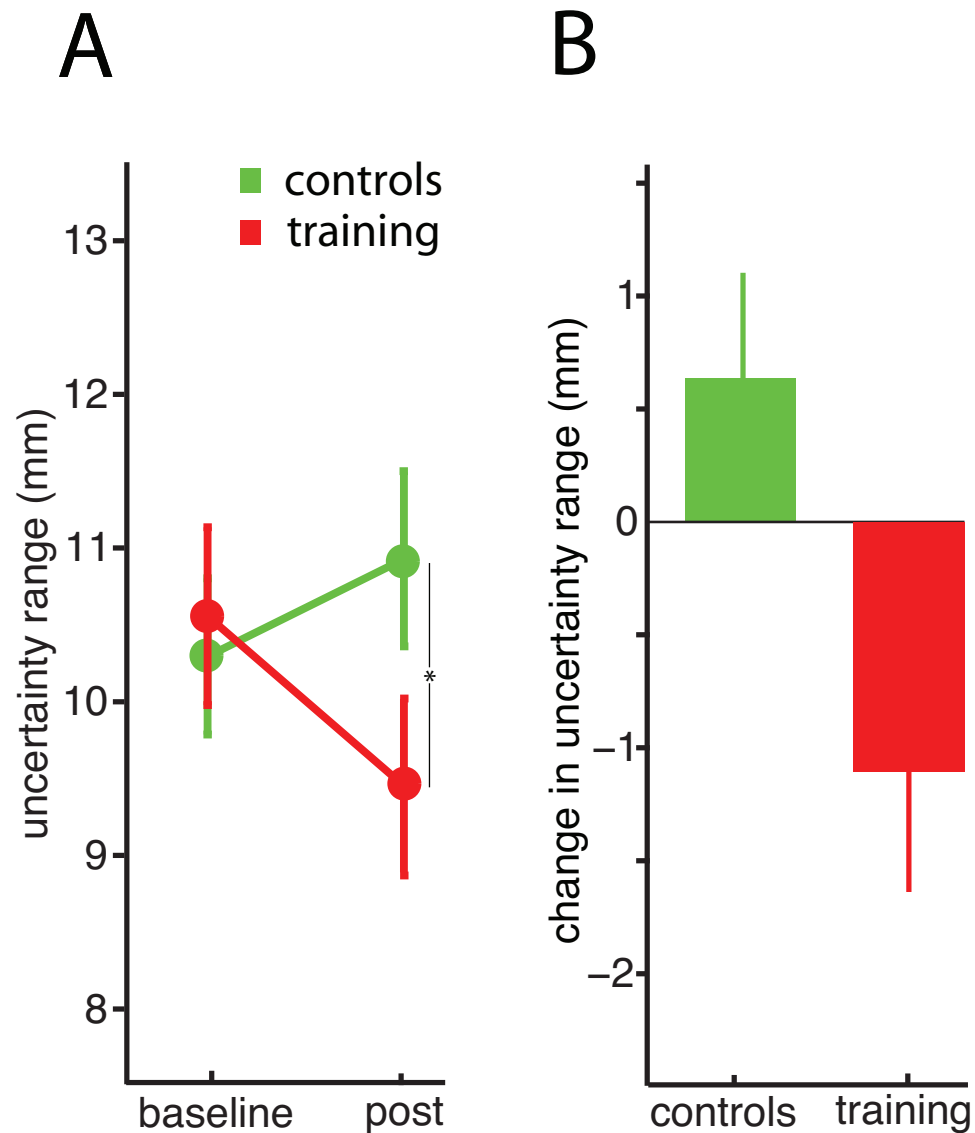 A
B
controls
training
13
12
11
10
9
8
uncertainty range (mm)
baseline
post
*
1
0
−1
−2
change in uncertainty range (mm)
controls
training